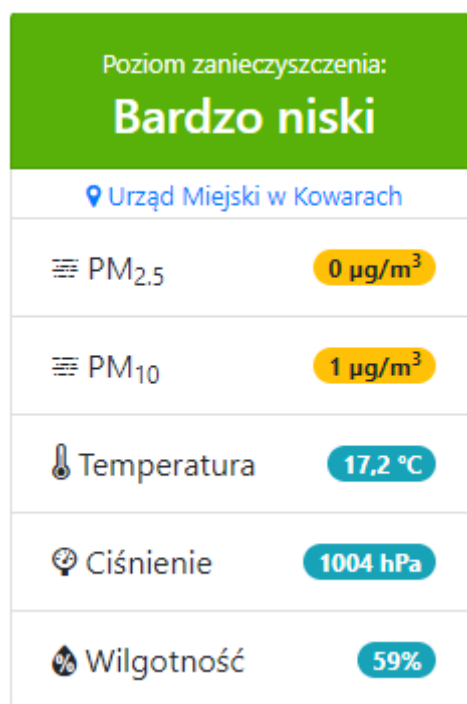 Poziom zanieczyszczenia:
Bardzo niski
Urząd Miejski w Kowarach
PM2.5 0 µg/m³
PM10 1 µg/m³
Temperatura 17,2 °C
Ciśnienie 1004 hPa
Wilgotność 59%